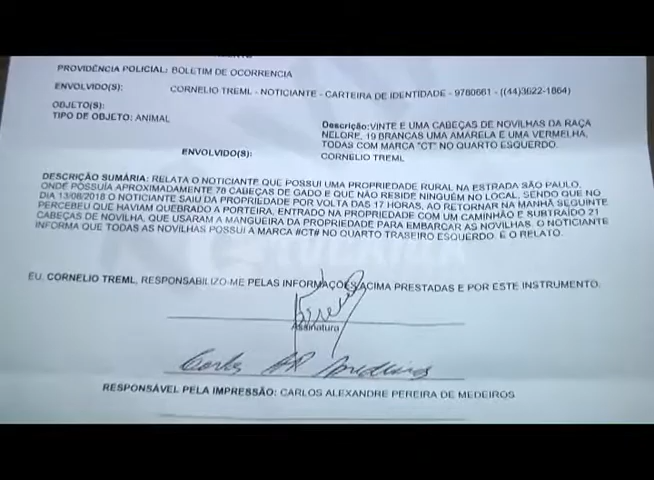 PROVIDÊNCIA POLICIAL: BOLETIM DE OCORRENCIA
ENVOLVIDO(S): CORNELIO TREML - NOTICIANTE - CARTEIRA DE IDENTIDADE - 9780661 - ((44)3622-1864)
OBJETO(S):
TIPO DE OBJETO: ANIMAL
Descrição: VINTE E UMA CABEÇAS DE NOVILHAS DA RAÇA
NELORE, 19 BRANCAS UMA AMARELA E UMA VERMELHA,
TODAS COM MARCA "CT" NO QUARTO ESQUERDO.
ENVOLVIDO(S): CORNELIO TREML
DESCRIÇÃO SUMÁRIA: RELATA O NOTICIANTE QUE POSSUI UMA PROPRIEDADE RURAL NA ESTRADA SÃO PAULO,
ONDE POSSUÍA APROXIMADAMENTE 78 CABEÇAS DE GADO E QUE NÃO RESIDE NINGUÉM NO LOCAL, SENDO QUE NO
DIA 13/06/2018 O NOTICIANTE SAIU DA PROPRIEDADE POR VOLTA DAS 17 HORAS, AO RETORNAR NA MANHÃ SEGUINTE
PERCEBEU QUE HAVIAM QUEBRADO A PORTEIRA, ENTRADO NA PROPRIEDADE COM UM CAMINHÃO E SUBTRAÍDO 21
CABEÇAS DE NOVILHA, QUE USARAM A MANGUEIRA DA PROPRIEDADE PARA EMBARCAR AS NOVILHAS. O NOTICIANTE
INFORMA QUE TODAS AS NOVILHAS POSSUI A MARCA #CT# NO QUARTO TRASEIRO ESQUERDO. É O RELATO.
EU, CORNELIO TREML, RESPONSABILIZO-ME PELAS INFORMAÇÕES ACIMA PRESTADAS E POR ESTE INSTRUMENTO.
Assinatura
RESPONSÁVEL PELA IMPRESSÃO: CARLOS ALEXANDRE PEREIRA DE MEDEIROS